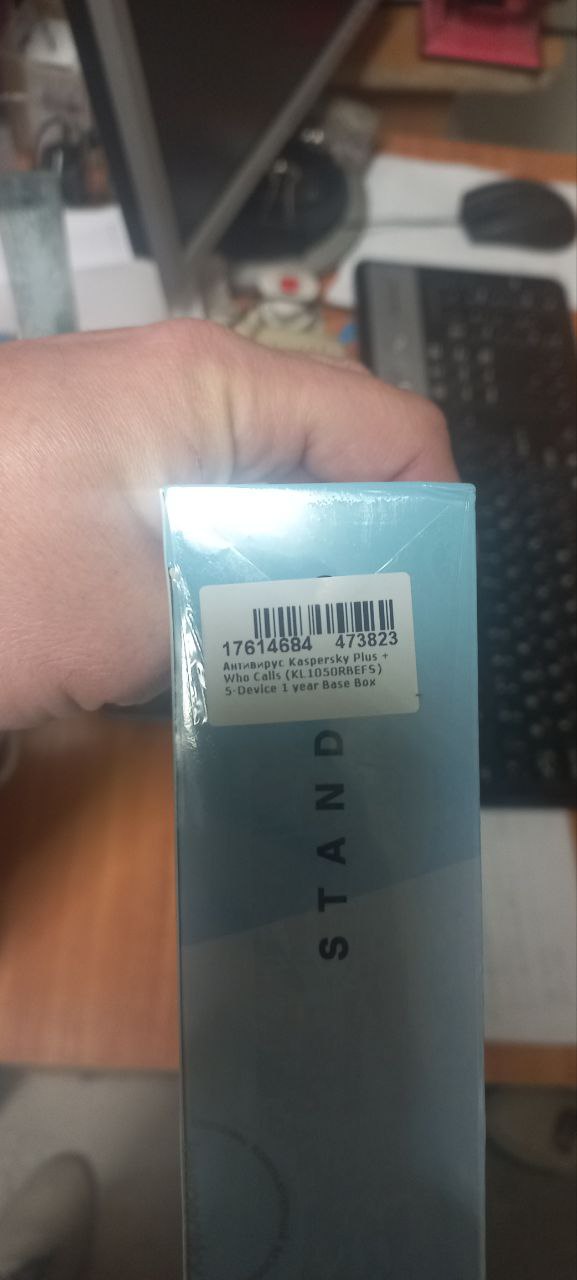 17614684 473823
Антивирус Kaspersky Plus +
Who Calls (KL1050RBEFS)
5-Device 1 year Base Box
STAND